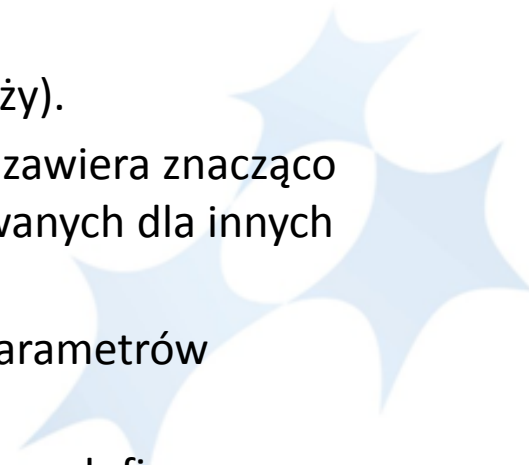 ży).
zawiera znacząco
wanych dla innych
arametrów